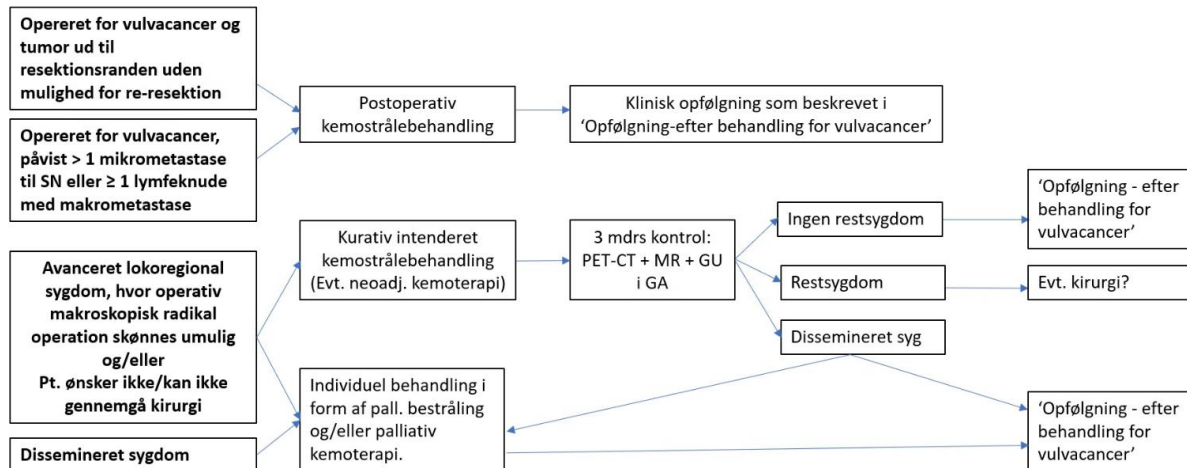 Opereret for vulvacancer og
tumor ud til
resektionsranden uden
mulighed for re-resektion
Postoperativ
kemostrålebehandling
Klinisk opfølgning som beskrevet i
‘Opfølgning-efter behandling for vulvacancer’
Opereret for vulvacancer,
påvist > 1 mikrometastase
til SN eller ≥ 1 lymfeknude
med makrometastase
Avanceret lokoregional
sygdom, hvor operativ
makroskopisk radikal
operation skønnes umulig
og/eller
Pt. ønsker ikke/kan ikke
gennemgå kirurgi
Kurativ intenderet
kemostrålebehandling
(Evt. neoadj. kemoterapi)
3 mdrs kontrol:
PET-CT + MR + GU
i GA
Ingen restsygdom
‘Opfølgning - efter
behandling for
vulvacancer’
Restsygdom
Evt. kirurgi?
Dissemineret syg
Individuel behandling i
form af pall. bestråling
og/eller palliativ
kemoterapi.
‘Opfølgning - efter
behandling for
vulvacancer’
Dissemineret sygdom